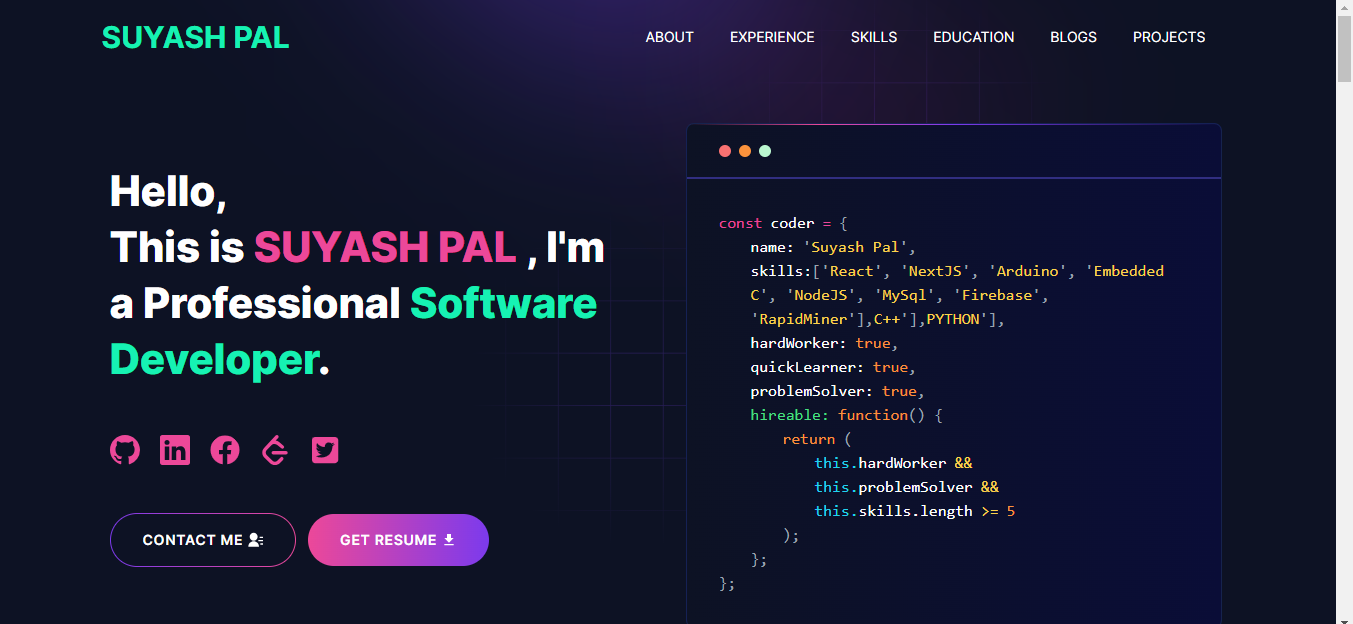 SUYASH PAL
ABOUT EXPERIENCE SKILLS EDUCATION BLOGS PROJECTS
Hello,
This is SUYASH PAL , I'm
a Professional Software
Developer.
CONTACT ME
GET RESUME
const coder = {
name: 'Suyash Pal',
skills:['React', 'NextJS', 'Arduino', 'Embedded
C', 'NodeJS', 'MySql', 'Firebase',
'RapidMiner'],C++'],PYTHON'],
hardWorker: true,
quickLearner: true,
problemSolver: true,
hireable: function() {
return (
this.hardWorker &&
this.problemSolver &&
this.skills.length >= 5
);
};
};